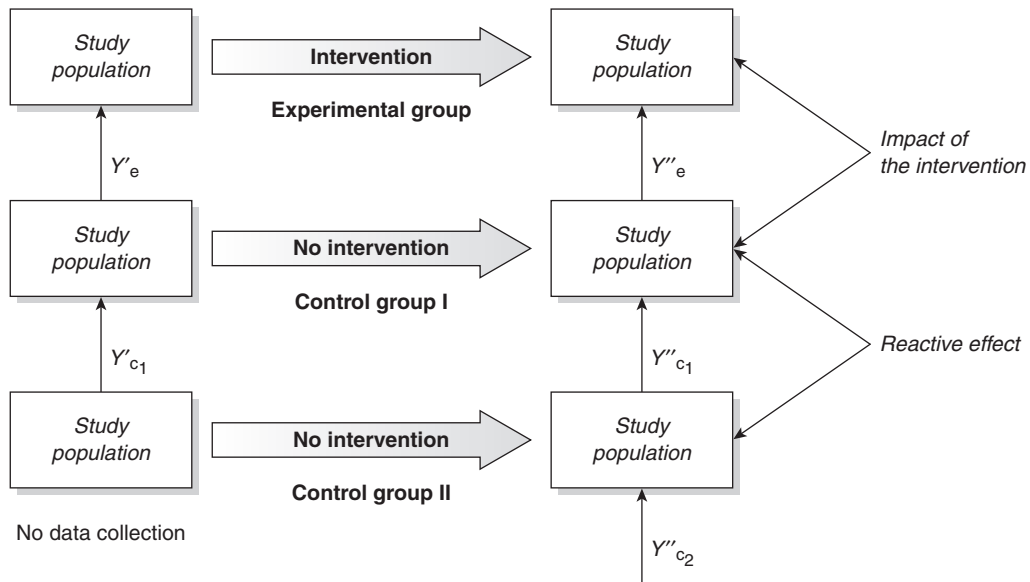 Study
population
Intervention
Experimental group
Study
population
Y'e
Y''e
Impact of
the intervention
Study
population
No intervention
Control group I
Study
population
Y'c1
Y''c1
Reactive effect
Study
population
No intervention
Control group II
Study
population
No data collection
Y''c2